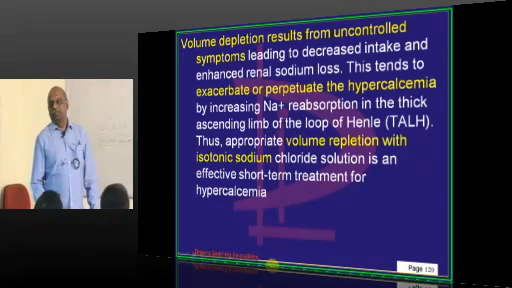 Volume depletion results from uncontrolled
symptoms leading to decreased intake and
enhanced renal sodium loss. This tends to
exacerbate or perpetuate the hypercalcemia
by increasing Na+ reabsorption in the thick
ascending limb of the loop of Henle (TALH).
Thus, appropriate volume repletion with
isotonic sodium chloride solution is an
effective short-term treatment for
hypercalcemia
Page 120